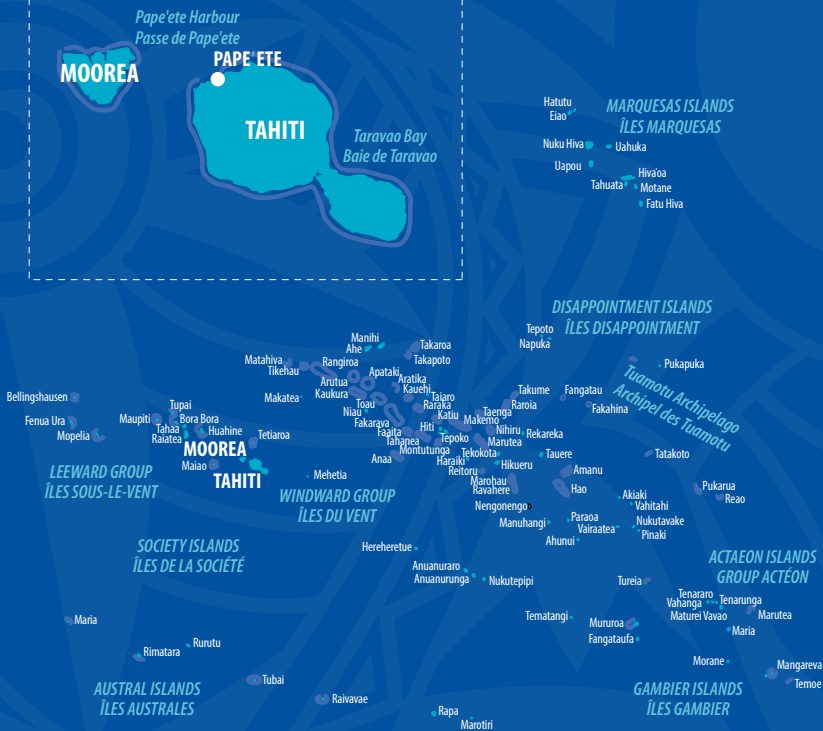 Pape'ete Harbour
Passe de Pape'ete
MOOREA
PAPE'ETE
TAHITI
Taravao Bay
Baie de Taravao
Hatutu
Eiao
MARQUESAS ISLANDS
ÎLES MARQUESAS
Nuku Hiva
Uahuka
Uapou
Hiva'oa
Tahuata
Motane
Fatu Hiva
DISAPPOINTMENT ISLANDS
ÎLES DISAPPOINTMENT
Tepoto
Napuka
Pukapuka
Tuamotu Archipelago
Archipel des Tuamotu
Manihi
Ahe
Takaroa
Takapoto
Matahiva
Tikehau
Rangiroa
Apataki
Arutua
Kaukura
Aratika
Kauehi
Makatea
Toau
Niau
Taiaro
Raraka
Katiu
Fakarava
Faaita
Tahanea
Anaa
Montutunga
Hiti
Tepoko
Makemo
Taenga
Takume
Raroia
Fangatau
Fakahina
Nihiru
Rekareka
Marutea
Tekokota
Haraiki
Reitoru
Hikueru
Tauere
Tatakoto
Marohau
Ravahere
Amanu
Hao
Pukarua
Reao
Nengonengo
Manuhangi
Paraoa
Vairaatea
Ahunui
Akiaki
Vahitahi
Nukutavake
Pinaki
Bellingshausen
Fenua Ura
Mopelia
Maupiti
Tupai
Bora Bora
Tahaa
Raiatea
Huahine
Tetiaroa
MOOREA
Maiao
TAHITI
Mehetia
LEEWARD GROUP
ÎLES SOUS-LE-VENT
WINDWARD GROUP
ÎLES DU VENT
SOCIETY ISLANDS
ÎLES DE LA SOCIÉTÉ
Hereheretue
Anuanuraro
Anuanurunga
Nukutepipi
ACTAEON ISLANDS
GROUP ACTÉON
Tureia
Tenararo
Vahanga
Tenarunga
Maturei Vavao
Marutea
Tematangi
Mururoa
Fangataufa
Maria
Morane
Mangareva
Temoe
Maria
Rimatara
Rurutu
Tubai
Raivavae
AUSTRAL ISLANDS
ÎLES AUSTRALES
GAMBIER ISLANDS
ÎLES GAMBIER
Rapa
Marotiri